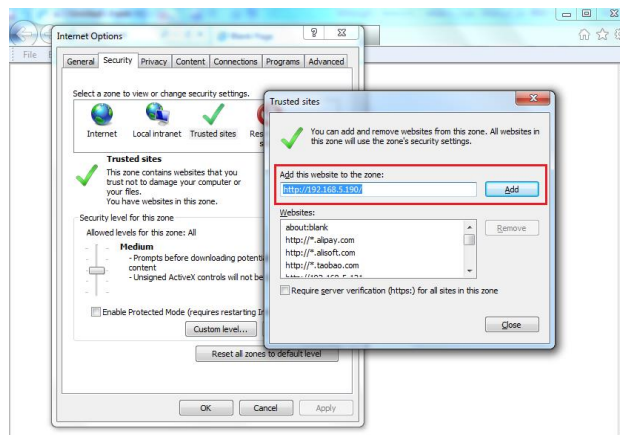 Internet Options
File
General Security Privacy Content Connections Programs Advanced
Select a zone to view or change security settings.
Internet Local intranet Trusted sites
Trusted sites
This zone contains websites that you
trust not to damage your computer or
your files.
You have websites in this zone.
Security level for this zone
Allowed levels for this zone: All
Medium
- Prompts before downloading
content
- Unsigned ActiveX controls will not be
Enable Protected Mode (requires restarting
Custom level...
Reset all zones to default level
OK Cancel Apply
Trusted sites
You can add and remove websites from this zone. All websites in
this zone will use the zone's security settings.
Add this website to the zone:
http://192.168.5.190/
Add
Websites:
about:blank
Remove
http://*.alipay.com
http://*.alisoft.com
http://*.taobao.com
Require server verification (https:) for all sites in this zone
Close